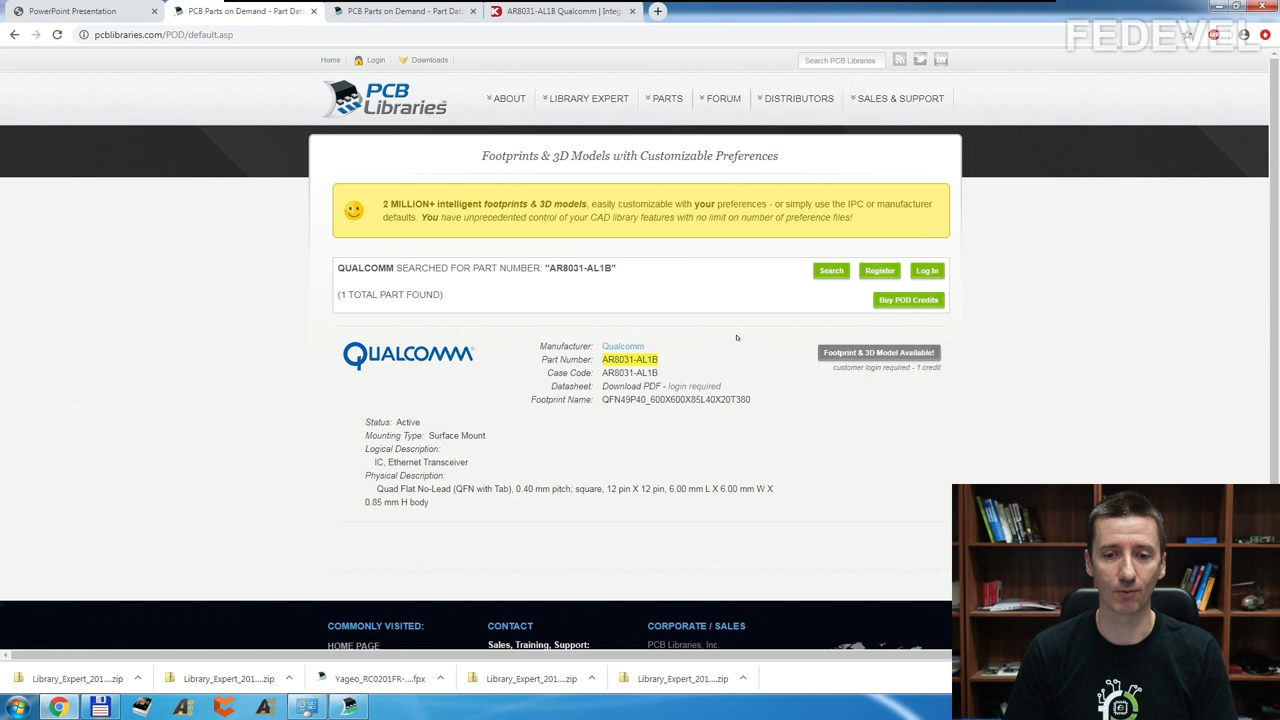 PowerPoint Presentation
PCB Parts on Demand - Part Dat
PCB Parts on Demand - Part Dat
AR8031-AL1B Qualcomm | Integ
FEDEVEL
pcblibraries.com/POD/default.asp
Home
Login
Downloads
Search PCB Libraries
PCB Libraries
ABOUT
LIBRARY EXPERT
PARTS
FORUM
DISTRIBUTORS
SALES & SUPPORT
Footprints & 3D Models with Customizable Preferences
2 MILLION+ intelligent footprints & 3D models, easily customizable with your preferences - or simply use the IPC or manufacturer
defaults. You have unprecedented control of your CAD library features with no limit on number of preference files!
QUALCOMM SEARCHED FOR PART NUMBER: "AR8031-AL1B"
Search
Register
Log In
(1 TOTAL PART FOUND)
Buy POD Credits
QUALCOMM
Manufacturer: Qualcomm
Part Number: AR8031-AL1B
Case Code: AR8031-AL1B
Datasheet: Download PDF - login required
Footprint Name: QFN49P40_600X600X85L40X20T380
Footprint & 3D Model Available!
customer login required - 1 credit
Status: Active
Mounting Type: Surface Mount
Logical Description:
IC, Ethernet Transceiver
Physical Description:
Quad Flat No-Lead (QFN with Tab), 0.40 mm pitch; square, 12 pin X 12 pin, 6.00 mm L X 6.00 mm W X
0.85 mm H body
COMMONLY VISITED:
CONTACT
CORPORATE / SALES
HOME PAGE
Sales, Training, Support:
PCB Libraries, Inc.
Library_Expert_201....zip
Library_Expert_201....zip
Yageo_RC0201FR-....fpx
Library_Expert_201....zip
Library_Expert_201....zip